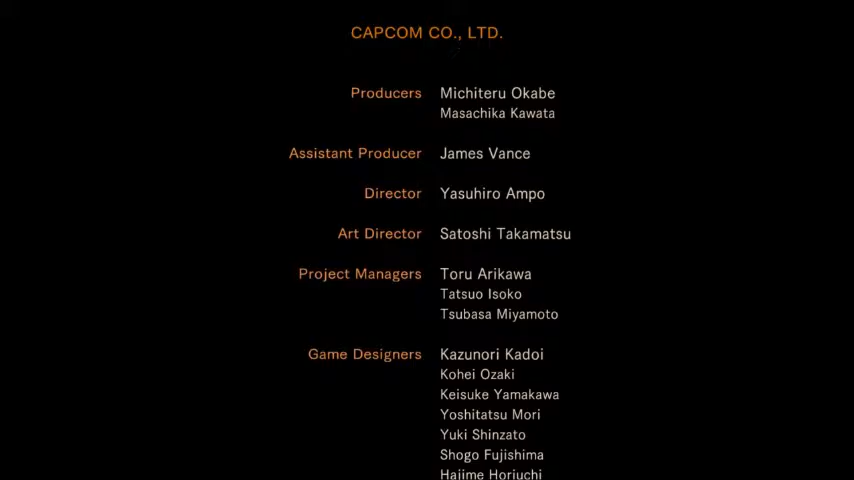 CAPCOM CO., LTD.
Producers Michiteru Okabe
Masachika Kawata
Assistant Producer James Vance
Director Yasuhiro Ampo
Art Director Satoshi Takamatsu
Project Managers Toru Arikawa
Tatsuo Isoko
Tsubasa Miyamoto
Game Designers Kazunori Kadoi
Kohei Ozaki
Keisuke Yamakawa
Yoshitatsu Mori
Yuki Shinzato
Shogo Fujishima
Hajime Horiuchi